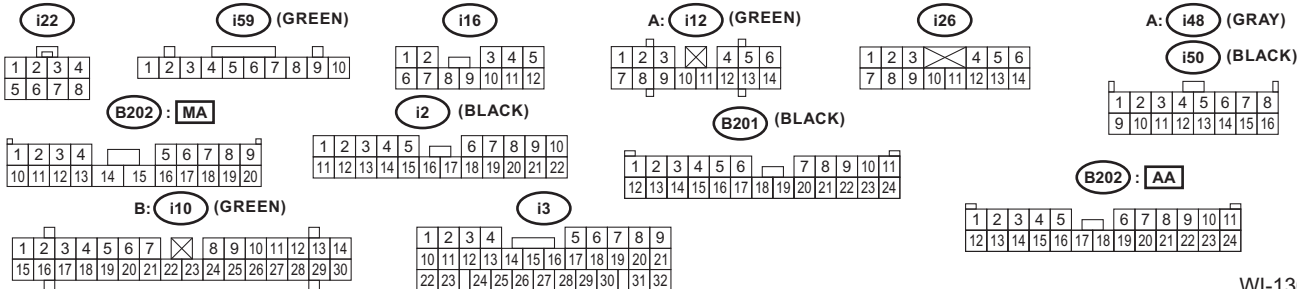 i22
i59 (GREEN)
i16
A: i12 (GREEN)
i26
A: i48 (GRAY)
i50 (BLACK)
1 2 3 4
5 6 7 8
1 2 3 4 5 6 7 8 9 10
1 2 3 4 5
6 7 8 9 10 11 12
1 2 3 4 5 6
7 8 9 10 11 12 13 14
1 2 3 4 5 6
7 8 9 10 11 12 13 14
1 2 3 4 5 6 7 8
9 10 11 12 13 14 15 16
B202 : MA
i2 (BLACK)
B201 (BLACK)
1 2 3 4 5 6 7 8 9
10 11 12 13 14 15 16 17 18 19 20
1 2 3 4 5 6 7 8 9 10
11 12 13 14 15 16 17 18 19 20 21 22
1 2 3 4 5 6 7 8 9 10 11
12 13 14 15 16 17 18 19 20 21 22 23 24
B202 : AA
B: i10 (GREEN)
i3
1 2 3 4 5 6 7 8 9 10 11
12 13 14 15 16 17 18 19 20 21 22 23 24
1 2 3 4 5 6 7 8 9 10 11 12 13 14
15 16 17 18 19 20 21 22 23 24 25 26 27 28 29 30
1 2 3 4 5 6 7 8 9
10 11 12 13 14 15 16 17 18 19 20 21
22 23 24 25 26 27 28 29 30 31 32